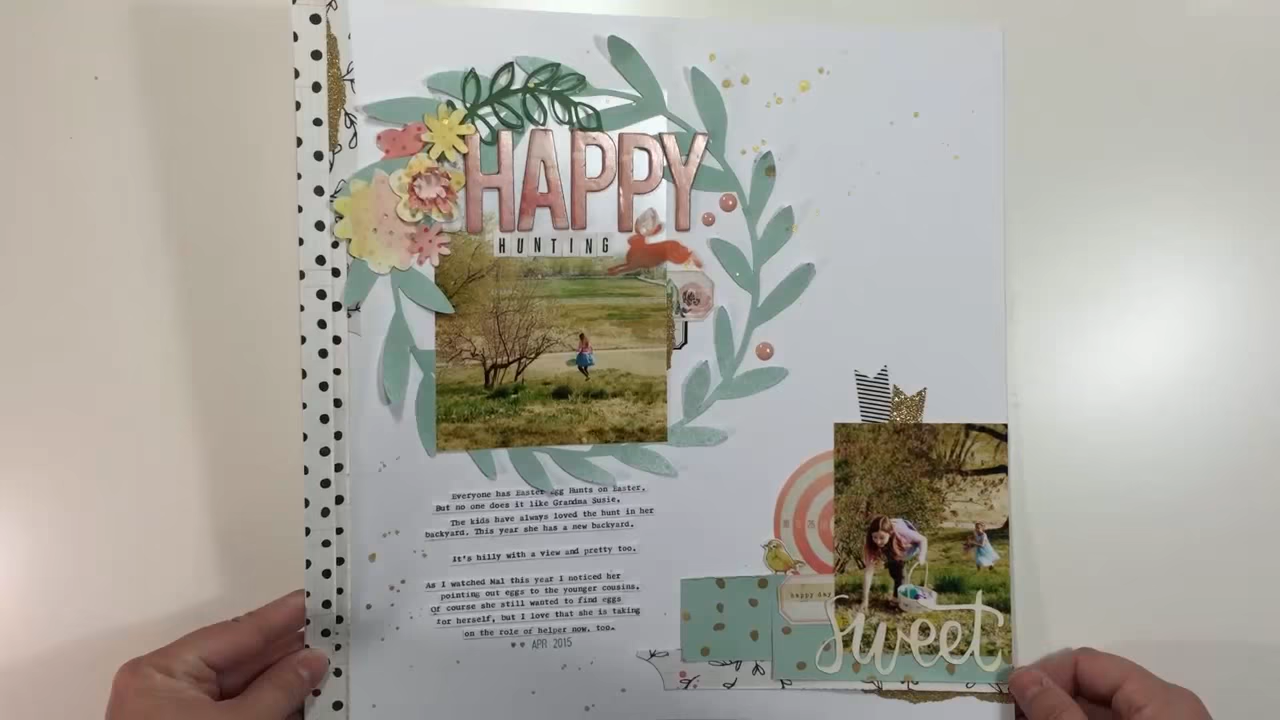 HAPPY
HUNTING
Everyone has Easter Egg Hunts on Easter.
But no one does it like Grandma Susie.
The kids have always loved the hunt in her
backyard. This year she has a new backyard.
It's hilly with a view and pretty too.
As I watched Mal this year I noticed her
pointing out eggs to the younger cousins.
Of course she still wanted to find eggs
for herself, but I love that she is taking
on the role or helper now, too.
♥♥ APR 2015
happy day
sweet